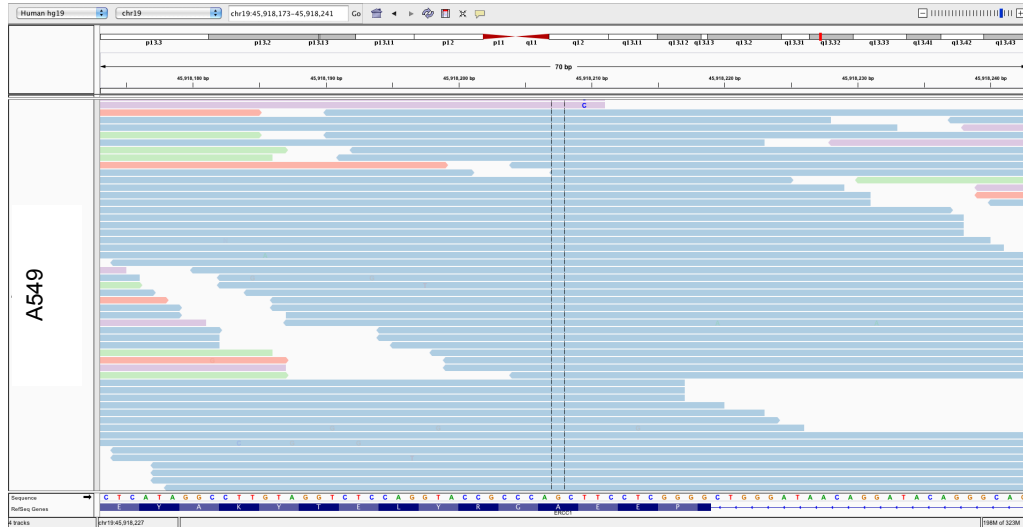 Human hg19 chr19 chr19:45,918,173-45,918,241 Go
p13.3 p13.2 p13.13 p13.11 p12 p11 q11 q12 q13.11 q13.12 q13.13 q13.2 q13.31 q13.32 q13.33 q13.41 q13.42 q13.43
70 bp
45,918,180 bp 45,918,190 bp 45,918,200 bp 45,918,210 bp 45,918,220 bp 45,918,230 bp 45,918,240 bp
C
A549
Sequence C T C A T A G G C C T T G T A G G T C T C C A G G T A C C G C C C A G C T T C C T C G G G G C T G G G A T A A C A G G A T A C A G G G C A G
RefSeq Genes E Y A K Y T E L Y R G A E E P
ERCC1
4 tracks chr19:45,918,227 198M of 323M